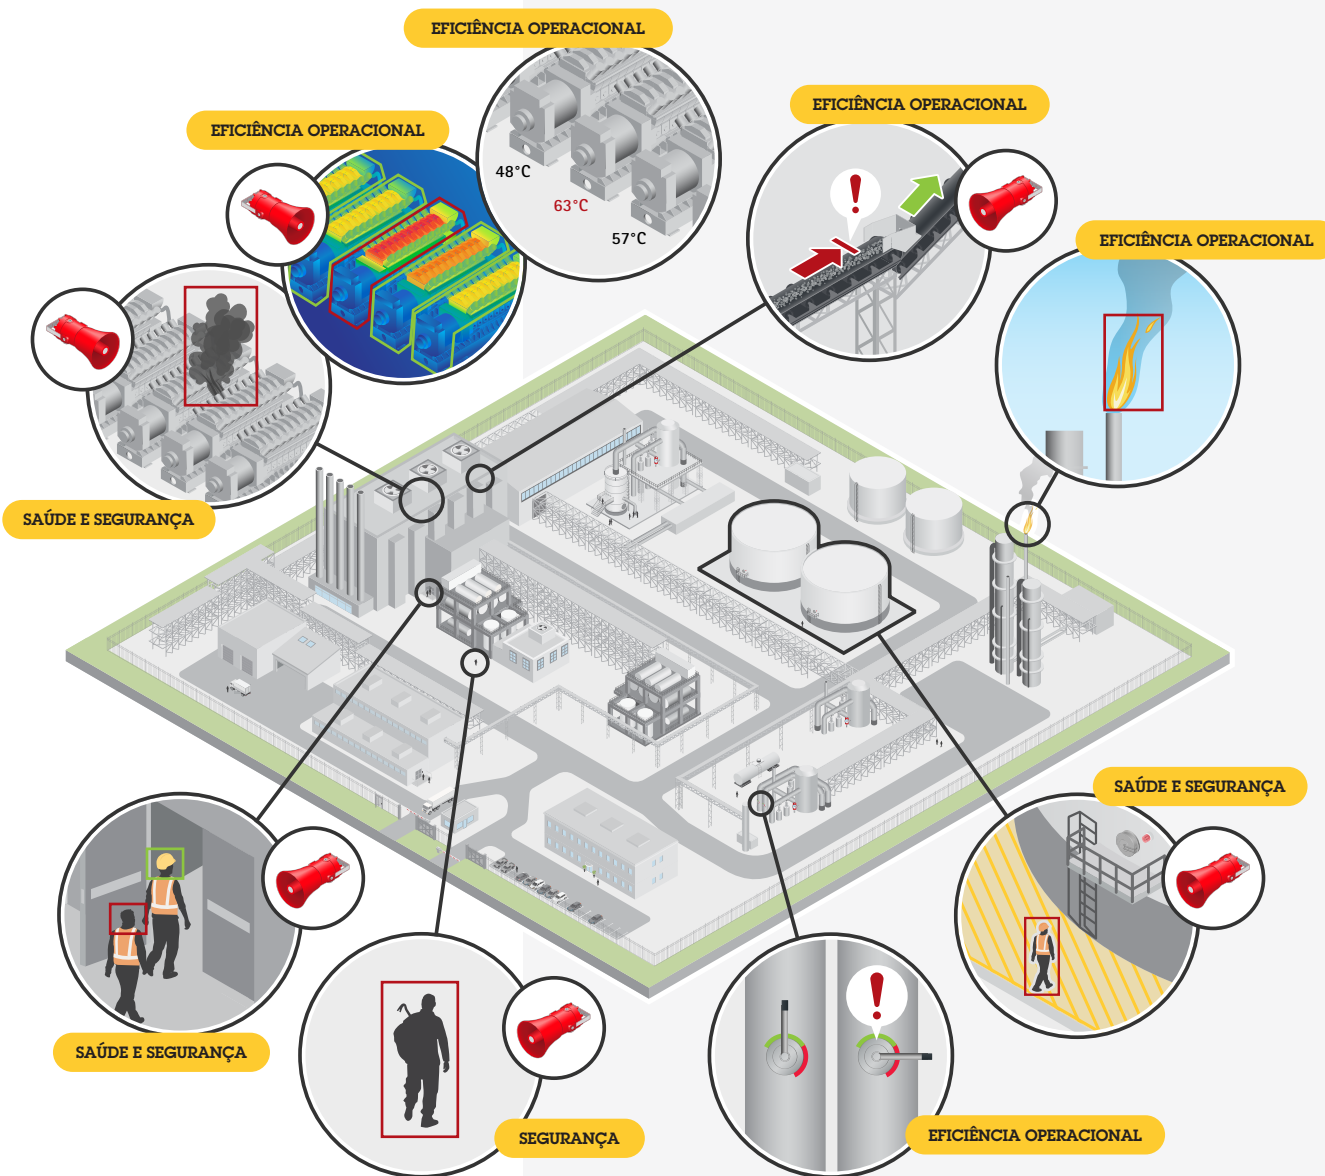 EFICIÊNCIA OPERACIONAL
EFICIÊNCIA OPERACIONAL
EFICIÊNCIA OPERACIONAL
48°C
63°C
57°C
EFICIÊNCIA OPERACIONAL
SAÚDE E SEGURANÇA
SAÚDE E SEGURANÇA
SAÚDE E SEGURANÇA
SEGURANÇA
EFICIÊNCIA OPERACIONAL